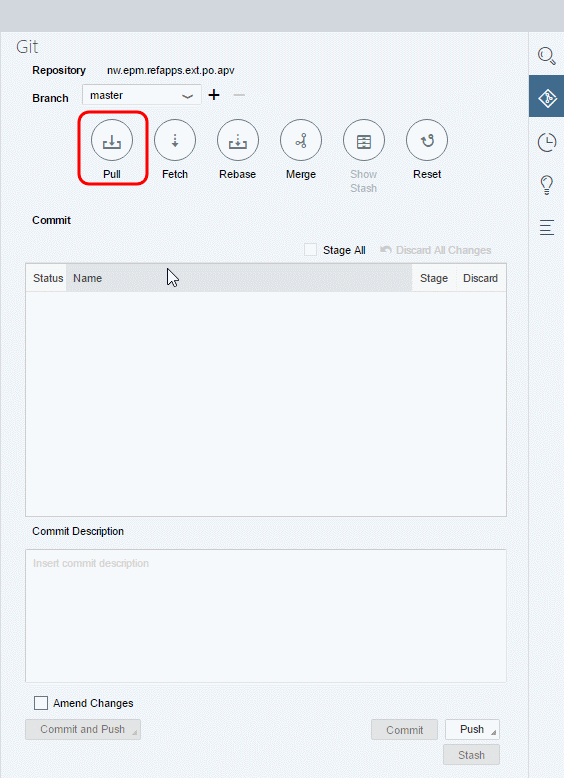 Git
Repository nw.epm.refapps.ext.po.apv
Branch master
Pull Fetch Rebase Merge Show Stash Reset
Commit
Stage All Discard All Changes
Status Name Stage Discard
Commit Description
Insert commit description
Amend Changes
Commit and Push Commit Push
Stash